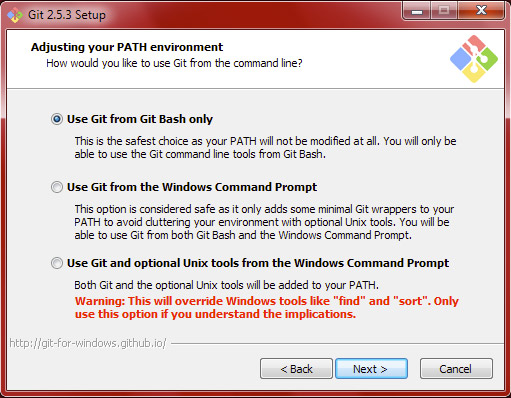 Git 2.5.3 Setup
Adjusting your PATH environment
How would you like to use Git from the command line?
Use Git from Git Bash only
This is the safest choice as your PATH will not be modified at all. You will only be
able to use the Git command line tools from Git Bash.
Use Git from the Windows Command Prompt
This option is considered safe as it only adds some minimal Git wrappers to your
PATH to avoid cluttering your environment with optional Unix tools. You will be
able to use Git from both Git Bash and the Windows Command Prompt.
Use Git and optional Unix tools from the Windows Command Prompt
Both Git and the optional Unix tools will be added to your PATH.
Warning: This will override Windows tools like "find" and "sort". Only
use this option if you understand the implications.
http://git-for-windows.github.io/
< Back Next > Cancel